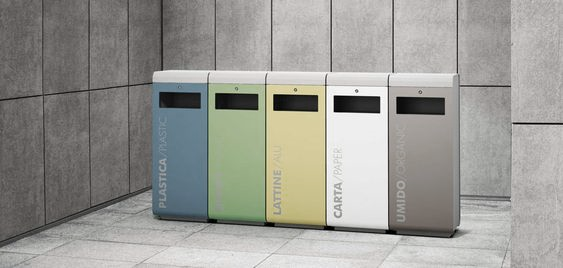 PLASTICA/PLASTIC
LATTINE/ALU
CARTA/PAPER
UMIDO/ORGANIC